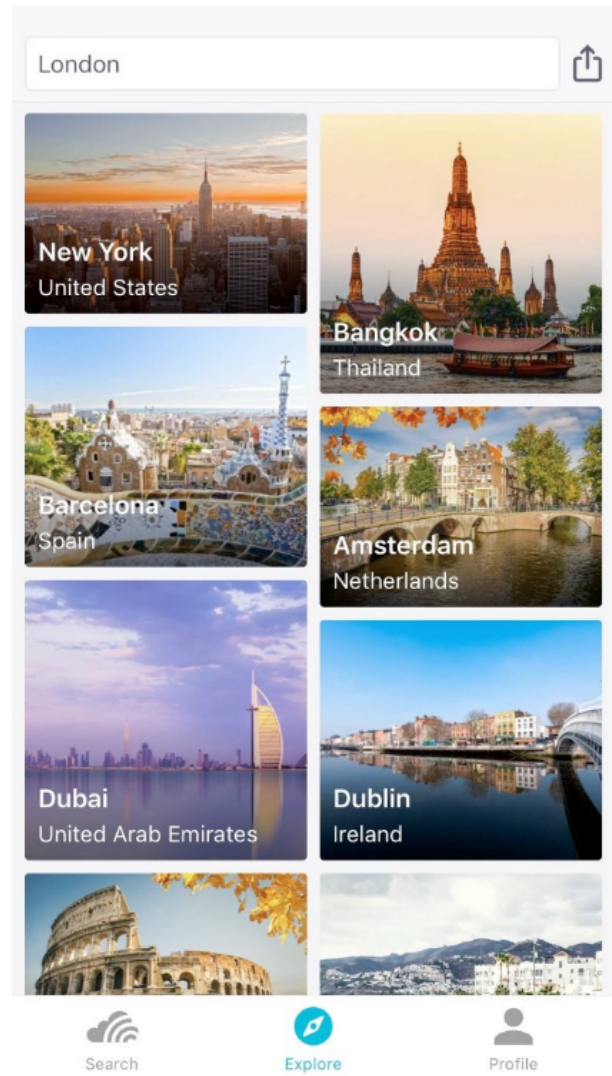 London
New York
United States
Bangkok
Thailand
Barcelona
Spain
Amsterdam
Netherlands
Dubai
United Arab Emirates
Dublin
Ireland
Search
Explore
Profile